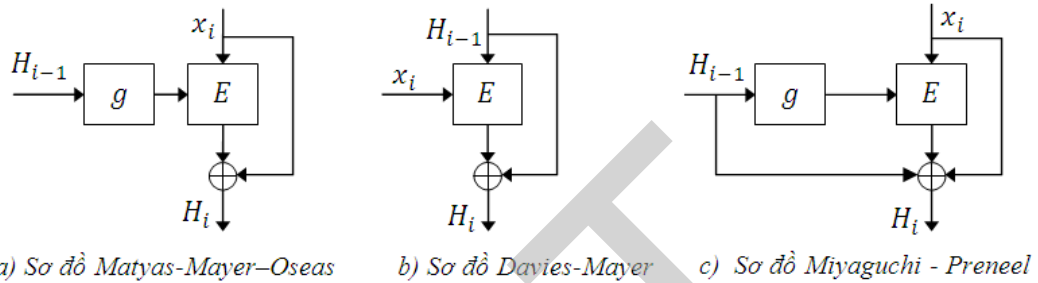 x_i
H_{i-1}
g
E
H_i
a) Sơ đồ Matyas-Mayer–Oseas
H_{i-1}
x_i
E
H_i
b) Sơ đồ Davies-Mayer
x_i
H_{i-1}
g
E
H_i
c) Sơ đồ Miyaguchi - Preneel